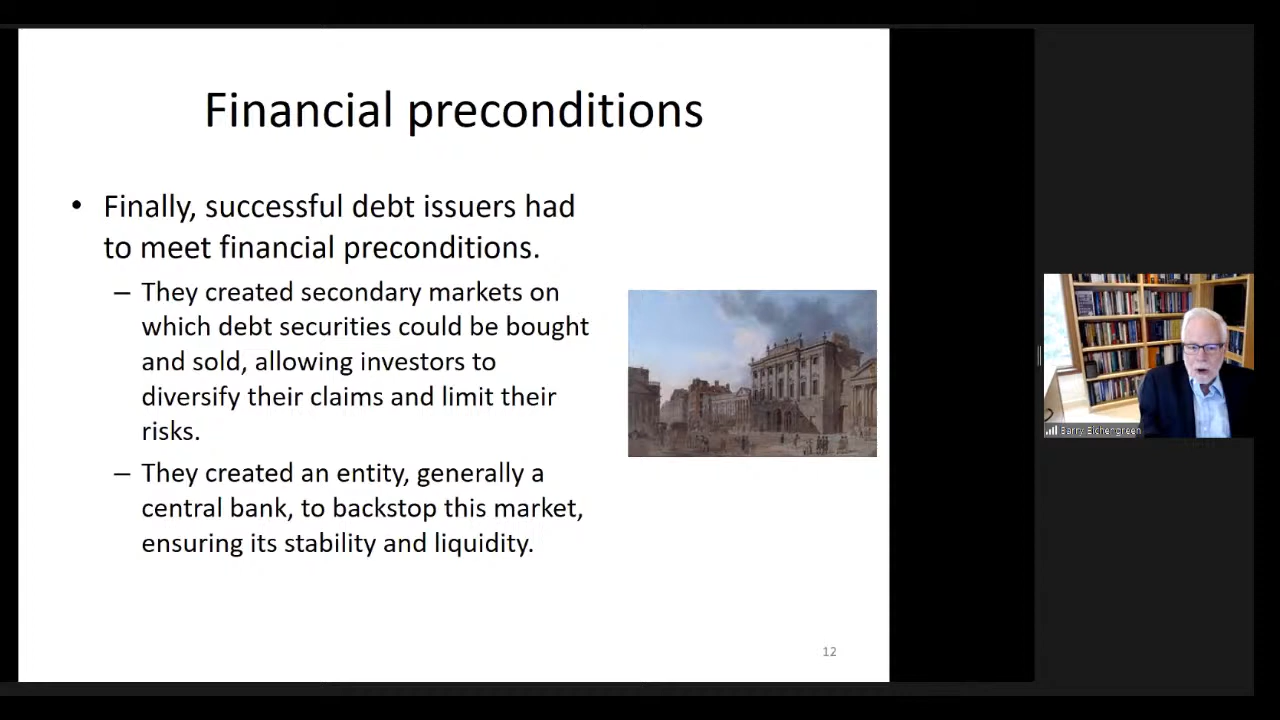 Financial preconditions
• Finally, successful debt issuers had
to meet financial preconditions.
– They created secondary markets on
which debt securities could be bought
and sold, allowing investors to
diversify their claims and limit their
risks.
– They created an entity, generally a
central bank, to backstop this market,
ensuring its stability and liquidity.
12
Barry Eichengreen